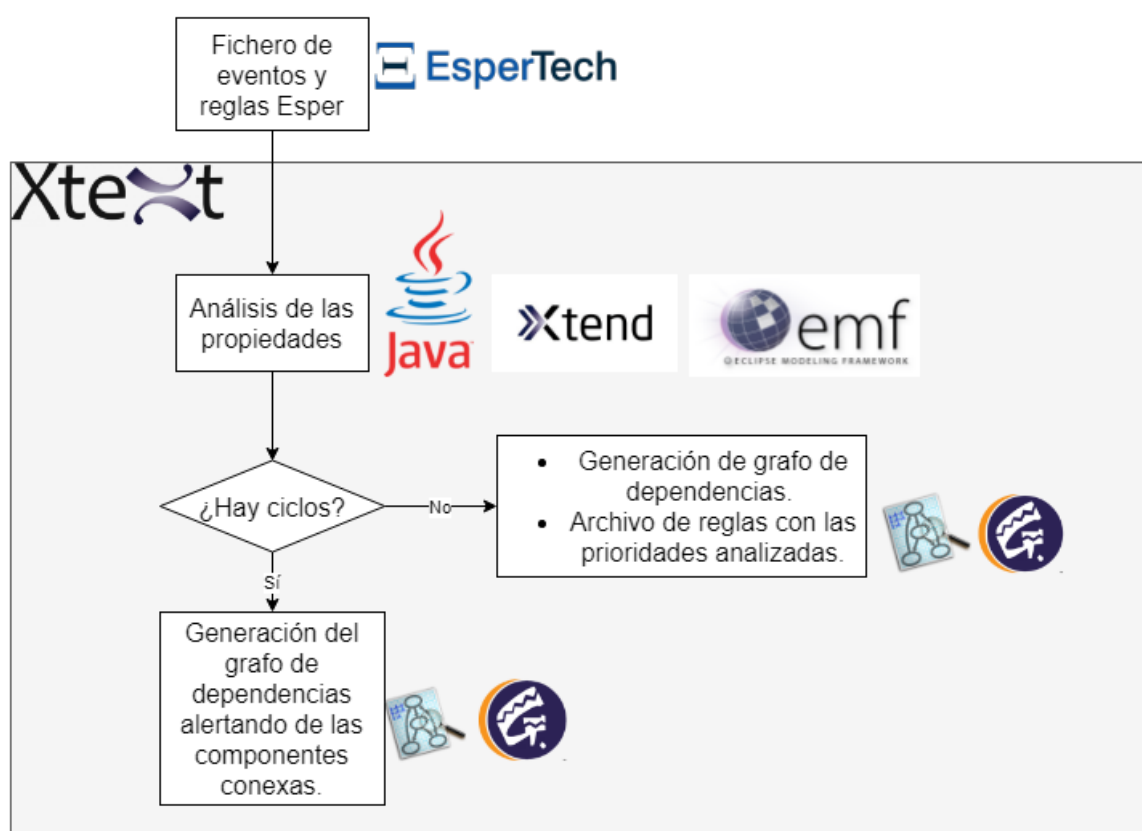 Fichero de
eventos y
reglas Esper
EsperTech
Xtext
Análisis de las
propiedades
Java
Xtend
emf
ECLIPSE MODELING FRAMEWORK
¿Hay ciclos?
No
• Generación de grafo de
dependencias.
• Archivo de reglas con las
prioridades analizadas.
Sí
Generación del
grafo de
dependencias
alertando de las
componentes
conexas.